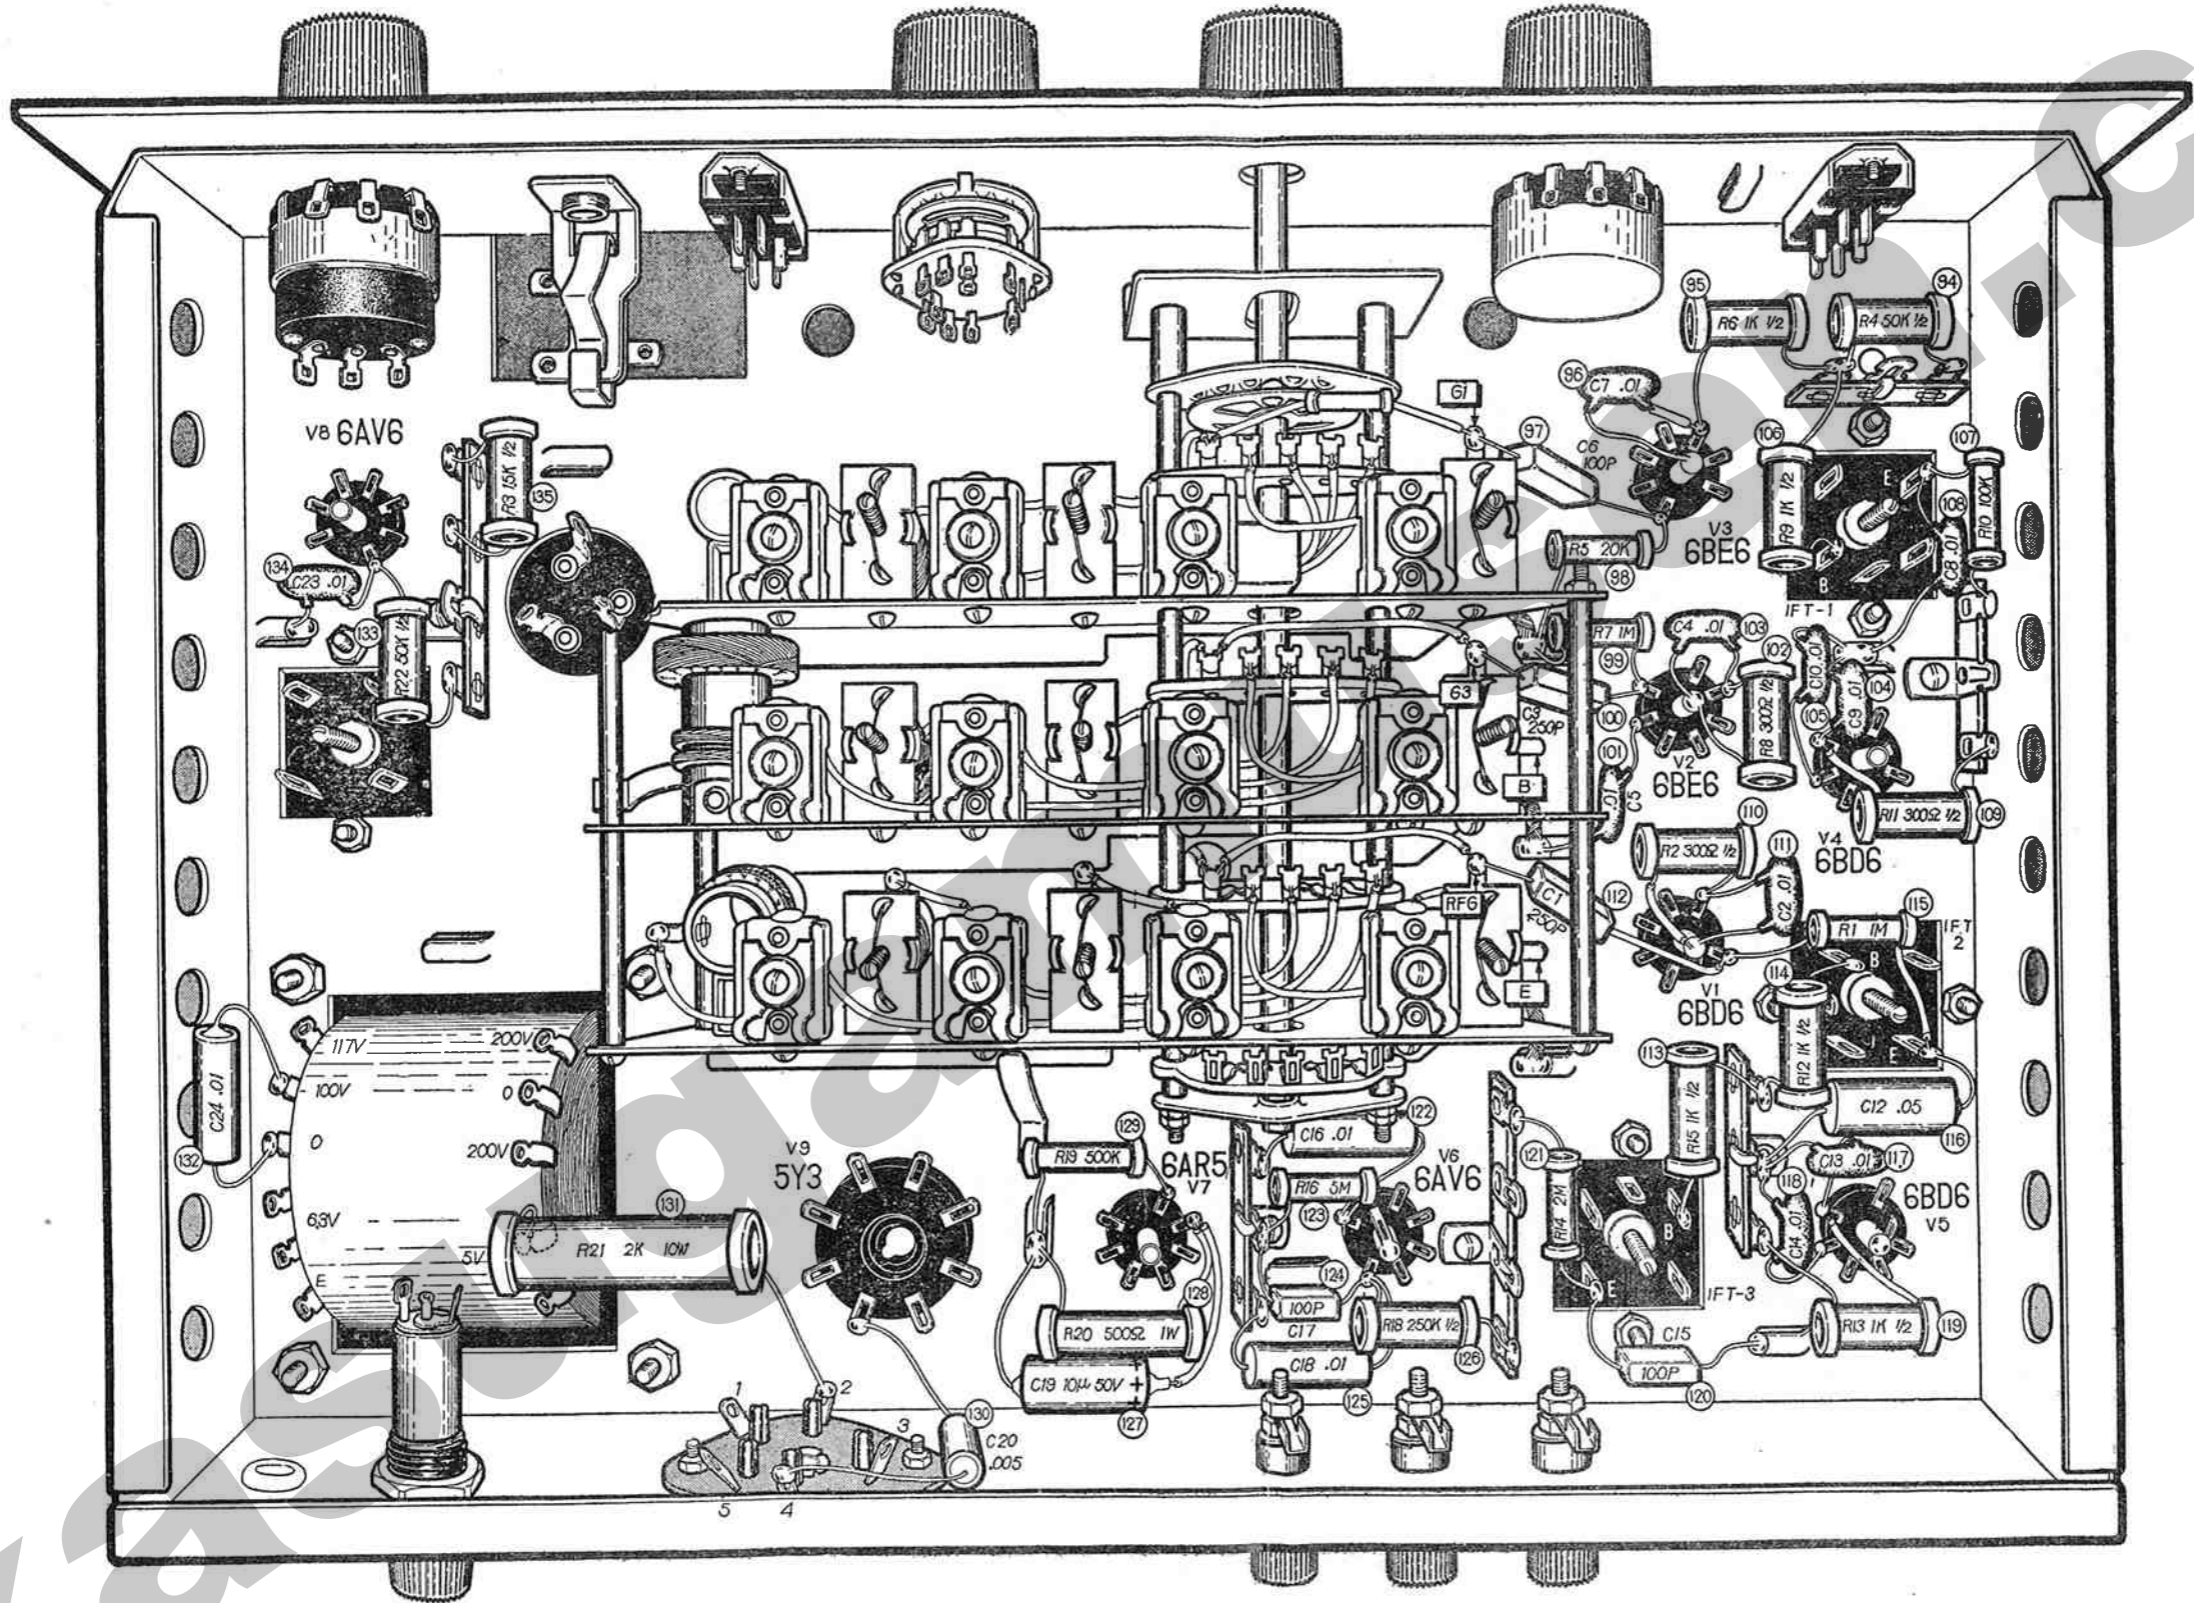 95
94
R6 1K 1/2
R4 50K 1/2
96
C7 .01
G1
97
C6
100P
106
107
V8 6AV6
R3 1.5K 1/2
135
R9 1K 1/2
E
R10 100K
108
V3
6BE6
C8 .01
R5 20K
98
B
IFT-1
134
C23 .01
133
R22 50K 1/2
R7 1M
99
C4 .01
103
102
C10 .01
104
C9 .01
105
G3
C3
250P
100
101
R8 300Ω 1/2
V2
6BE6
B
.01
C5
R11 300Ω 1/2
109
110
R2 300Ω 1/2
111
V4
6BD6
C1
250P
112
RFG
C2 .01
115
R1 1M
IFT
2
B
114
V1
6BD6
E
R12 1K 1/2
E
113
R15 1K 1/2
C12 .05
116
117V
200V
100V
0
C24 .01
0
200V
132
6.3V
5V
E
131
R21 2K 10W
V9
5Y3
129
R19 500K
6AR5
V7
122
C16 .01
R16 5M
123
V6
6AV6
121
R14 2M
C13 .01
117
118
C14 .01
6BD6
V5
B
E
IFT-3
124
100P
C17
128
R20 500Ω 1W
R18 250K 1/2
126
C15
R13 1K 1/2
119
C18 .01
125
100P
120
C19 10μ 50V +
127
1
2
3
130
C20
.005
5
4